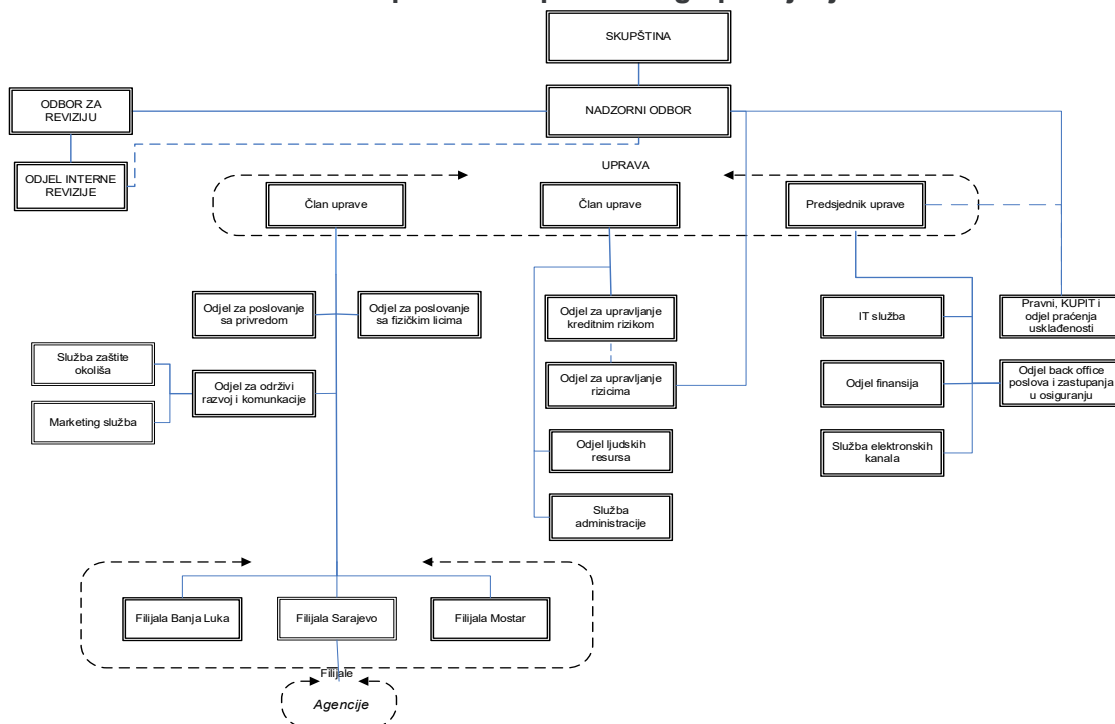 SKUPŠTINA
ODBOR ZA
REVIZIJU
NADZORNI ODBOR
ODJEL INTERNE
REVIZIJE
UPRAVA
Član uprave
Član uprave
Predsjednik uprave
Odjel za poslovanje
sa privredom
Odjel za poslovanje
sa fizičkim licima
Odjel za upravljanje
kreditnim rizikom
IT služba
Pravni, KUPIT i
odjel praćenja
usklađenosti
Služba zaštite
okoliša
Odjel za održivi
razvoj i komunkacije
Odjel za upravljanje
rizicima
Odjel finansija
Odjel back office
poslova i zastupanja
u osiguranju
Marketing služba
Odjel ljudskih
resursa
Služba elektronskih
kanala
Služba
administracije
Filijala Banja Luka
Filijala Sarajevo
Filijala Mostar
Filijale
Agencije